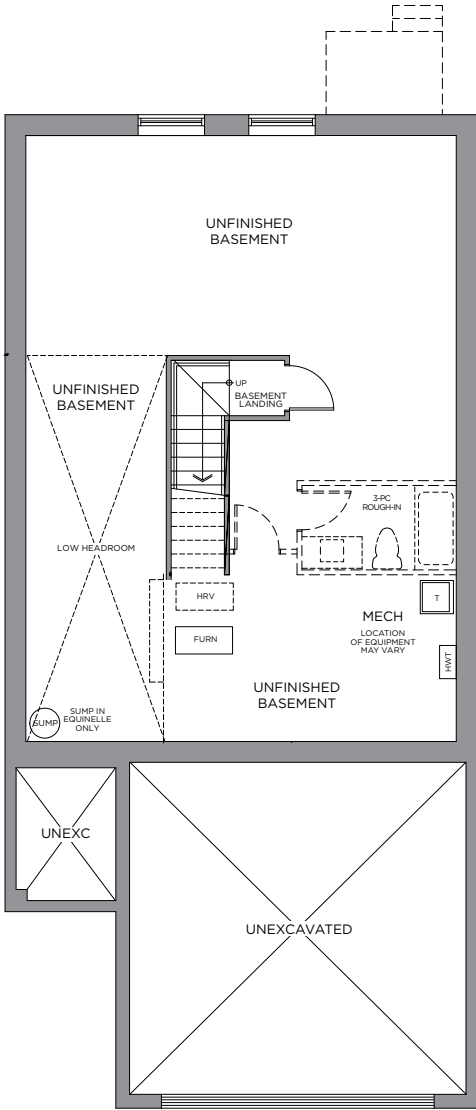 UNFINISHED
BASEMENT
UNFINISHED
BASEMENT
UP
BASEMENT
LANDING
3-PC
ROUGH-IN
LOW HEADROOM
HRV
FURN
MECH
LOCATION
OF EQUIPMENT
MAY VARY
T
HWT
UNFINISHED
BASEMENT
SUMP
SUMP IN
EQUINELLE
ONLY
UNEXC
UNEXCAVATED